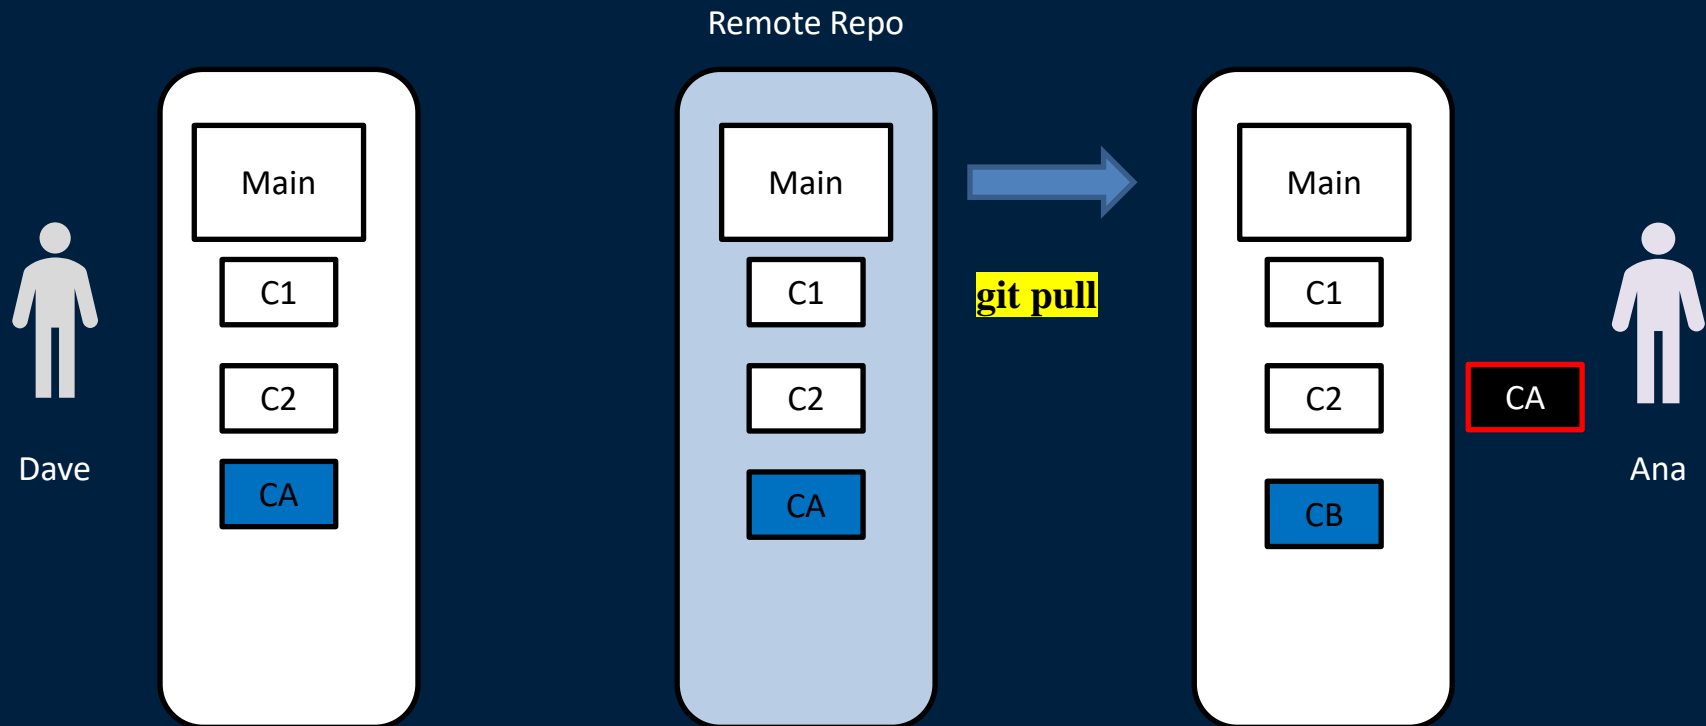 Remote Repo
Main
Main
Main
C1
C1
git pull
C1
C2
C2
C2
CA
Dave
CA
CA
CB
Ana